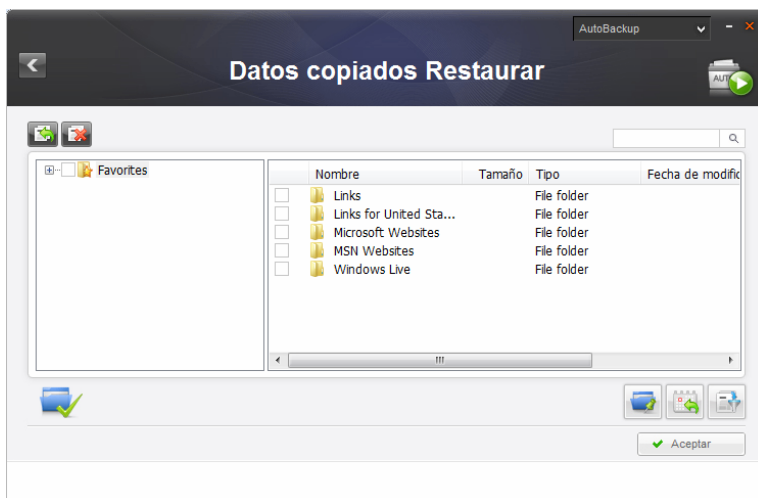 AutoBackup
Datos copiados Restaurar
AUT
Favorites
Nombre Tamaño Tipo Fecha de modific
Links File folder
Links for United Sta... File folder
Microsoft Websites File folder
MSN Websites File folder
Windows Live File folder
Aceptar